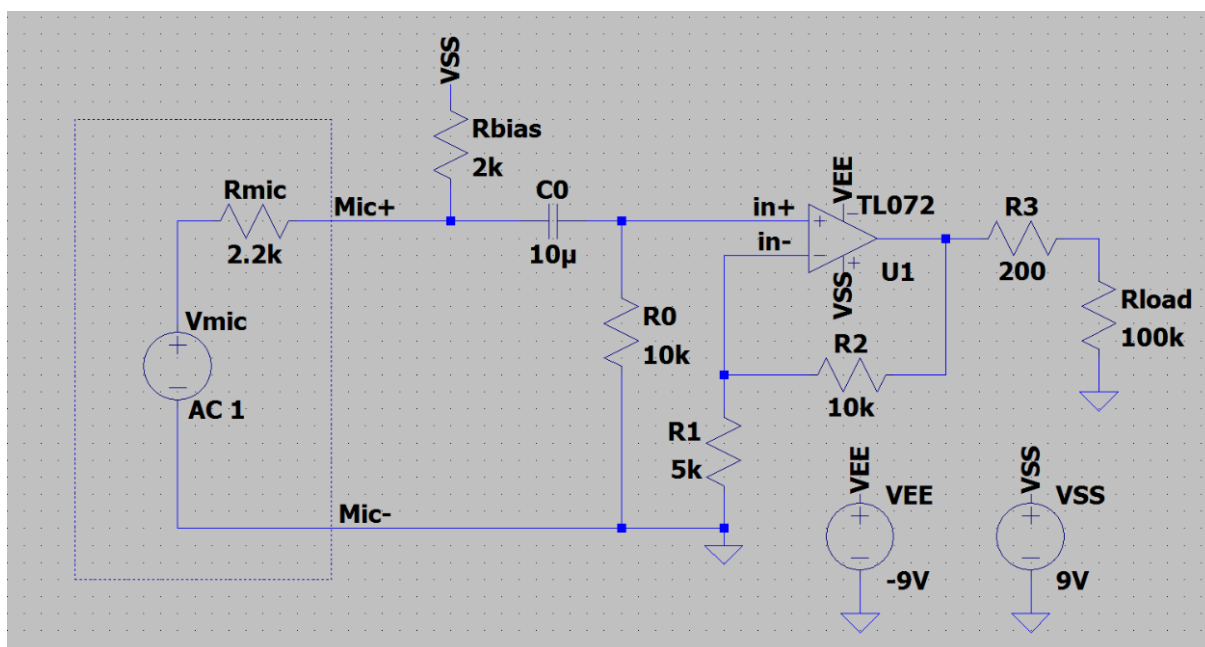 VSS
Rbias
2k
Rmic
2.2k
Mic+
C0
10µ
in+
in-
VEE
TL072
VSS
U1
R3
200
Rload
100k
Vmic
AC 1
R0
10k
R2
10k
R1
5k
Mic-
VEE
VEE
-9V
VSS
VSS
9V